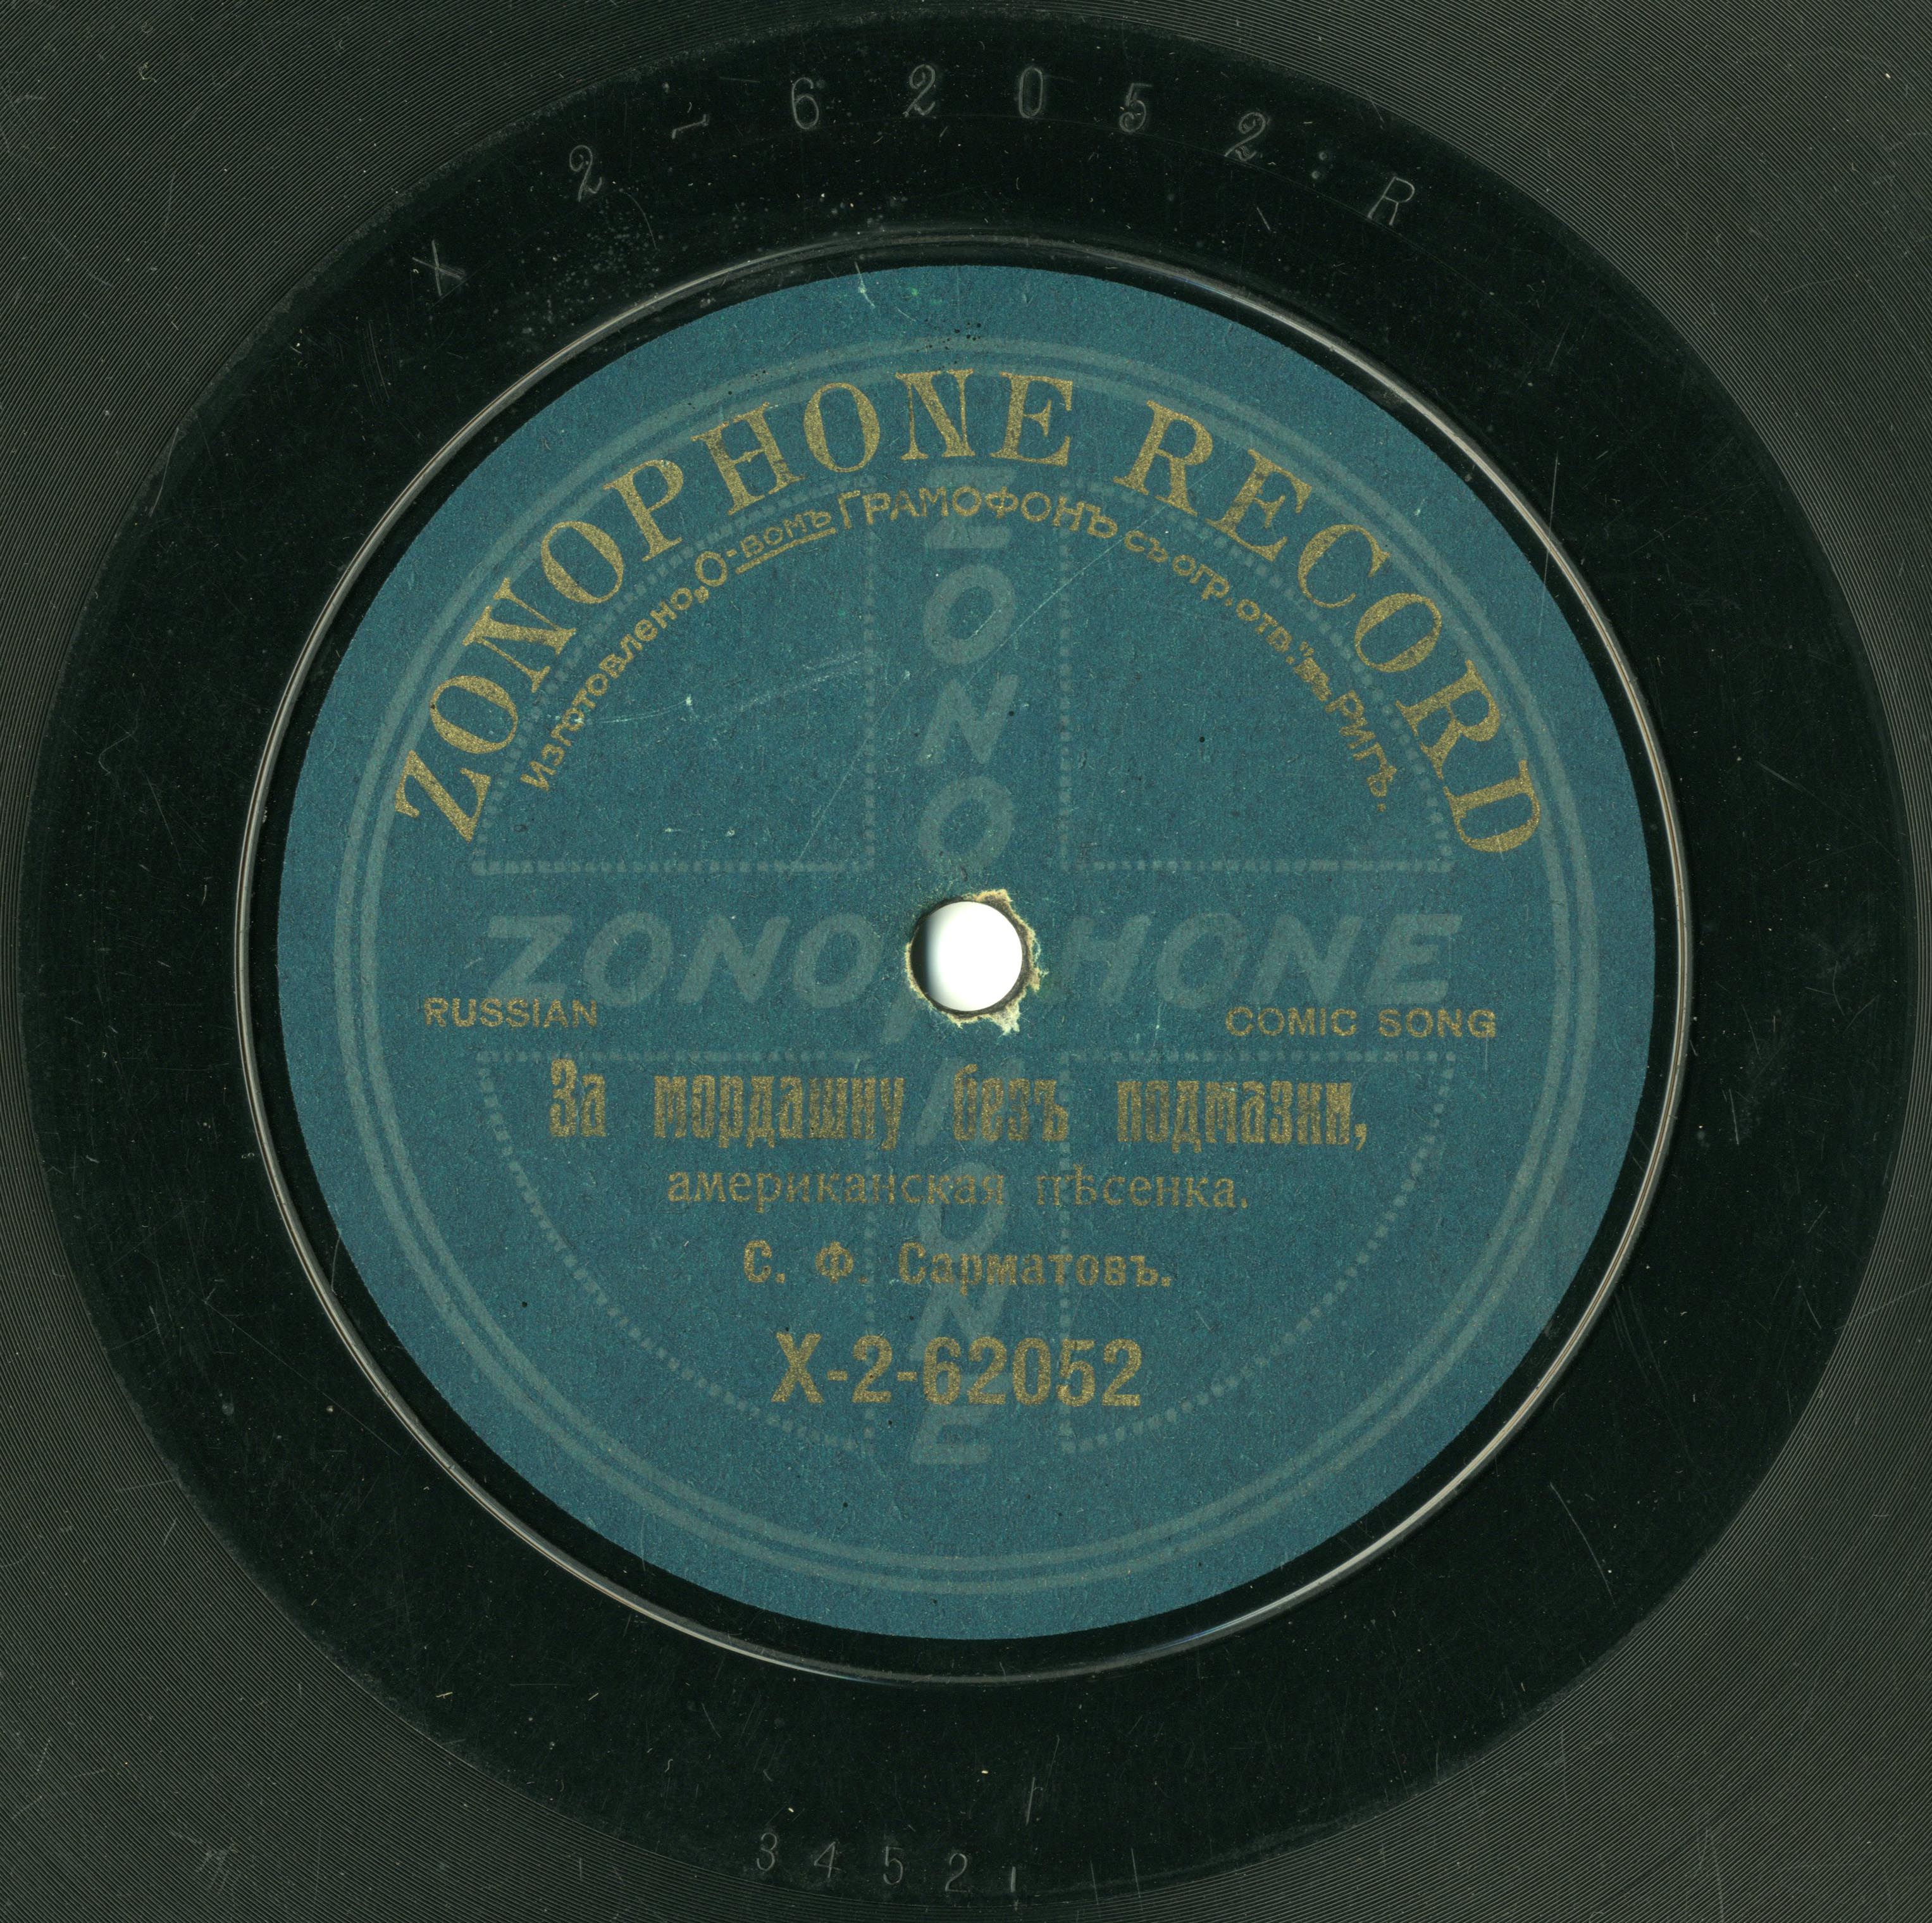 X 2 - 62052:R
ZONOPHONE RECORD
Изготовлено „О-вомъ Грамофонъ съ огр. отв." въ Ригѣ.
ZONOPHONE
ZONOPHONE
RUSSIAN COMIC SONG
За мордашку безъ подмазки,
американская пѣсенка.
С. Ф. Сарматовъ.
X-2-62052
3452